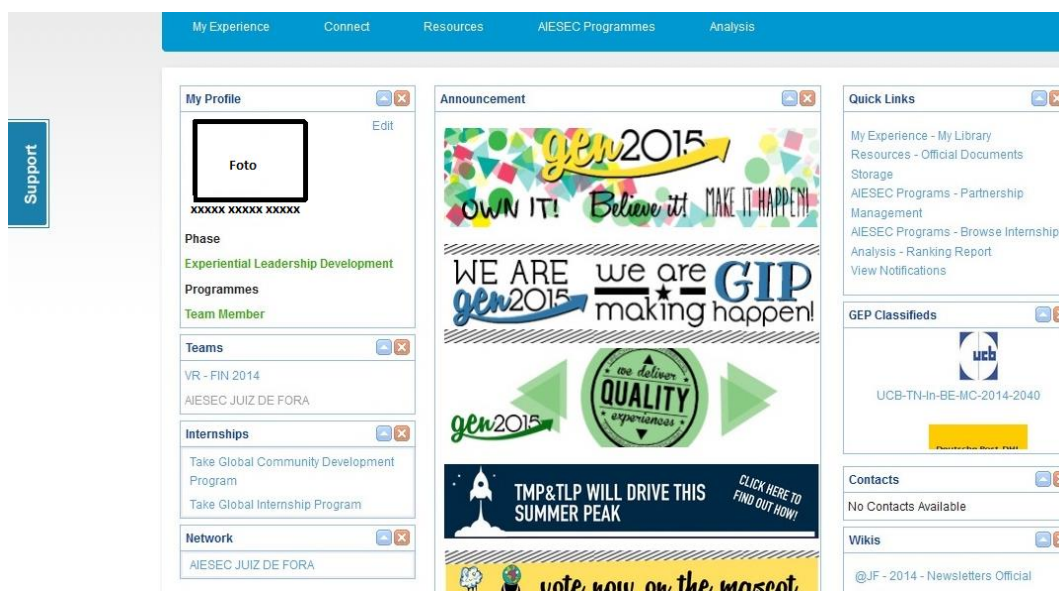 My Experience
Connect
Resources
AIESEC Programmes
Analysis
Support
My Profile
Edit
Foto
xxxxx xxxxx xxxxx
Phase
Experiential Leadership Development
Programmes
Team Member
Teams
VR - FIN 2014
AIESEC JUIZ DE FORA
Internships
Take Global Community Development
Program
Take Global Internship Program
Network
AIESEC JUIZ DE FORA
Announcement
gen2015
OWN IT! Believe it! MAKE IT HAPPEN!
WE ARE
gen2015
we are
making happen!
GIP
we deliver
QUALITY
experiences
gen2015
TMP&TLP WILL DRIVE THIS
SUMMER PEAK
CLICK HERE TO
FIND OUT HOW!
vote now on the mascot
Quick Links
My Experience - My Library
Resources - Official Documents
Storage
AIESEC Programs - Partnership
Management
AIESEC Programs - Browse Internship
Analysis - Ranking Report
View Notifications
GEP Classifieds
ucb
UCB-TN-In-BE-MC-2014-2040
Deutsche Post DHL
Contacts
No Contacts Available
Wikis
@JF - 2014 - Newsletters Official